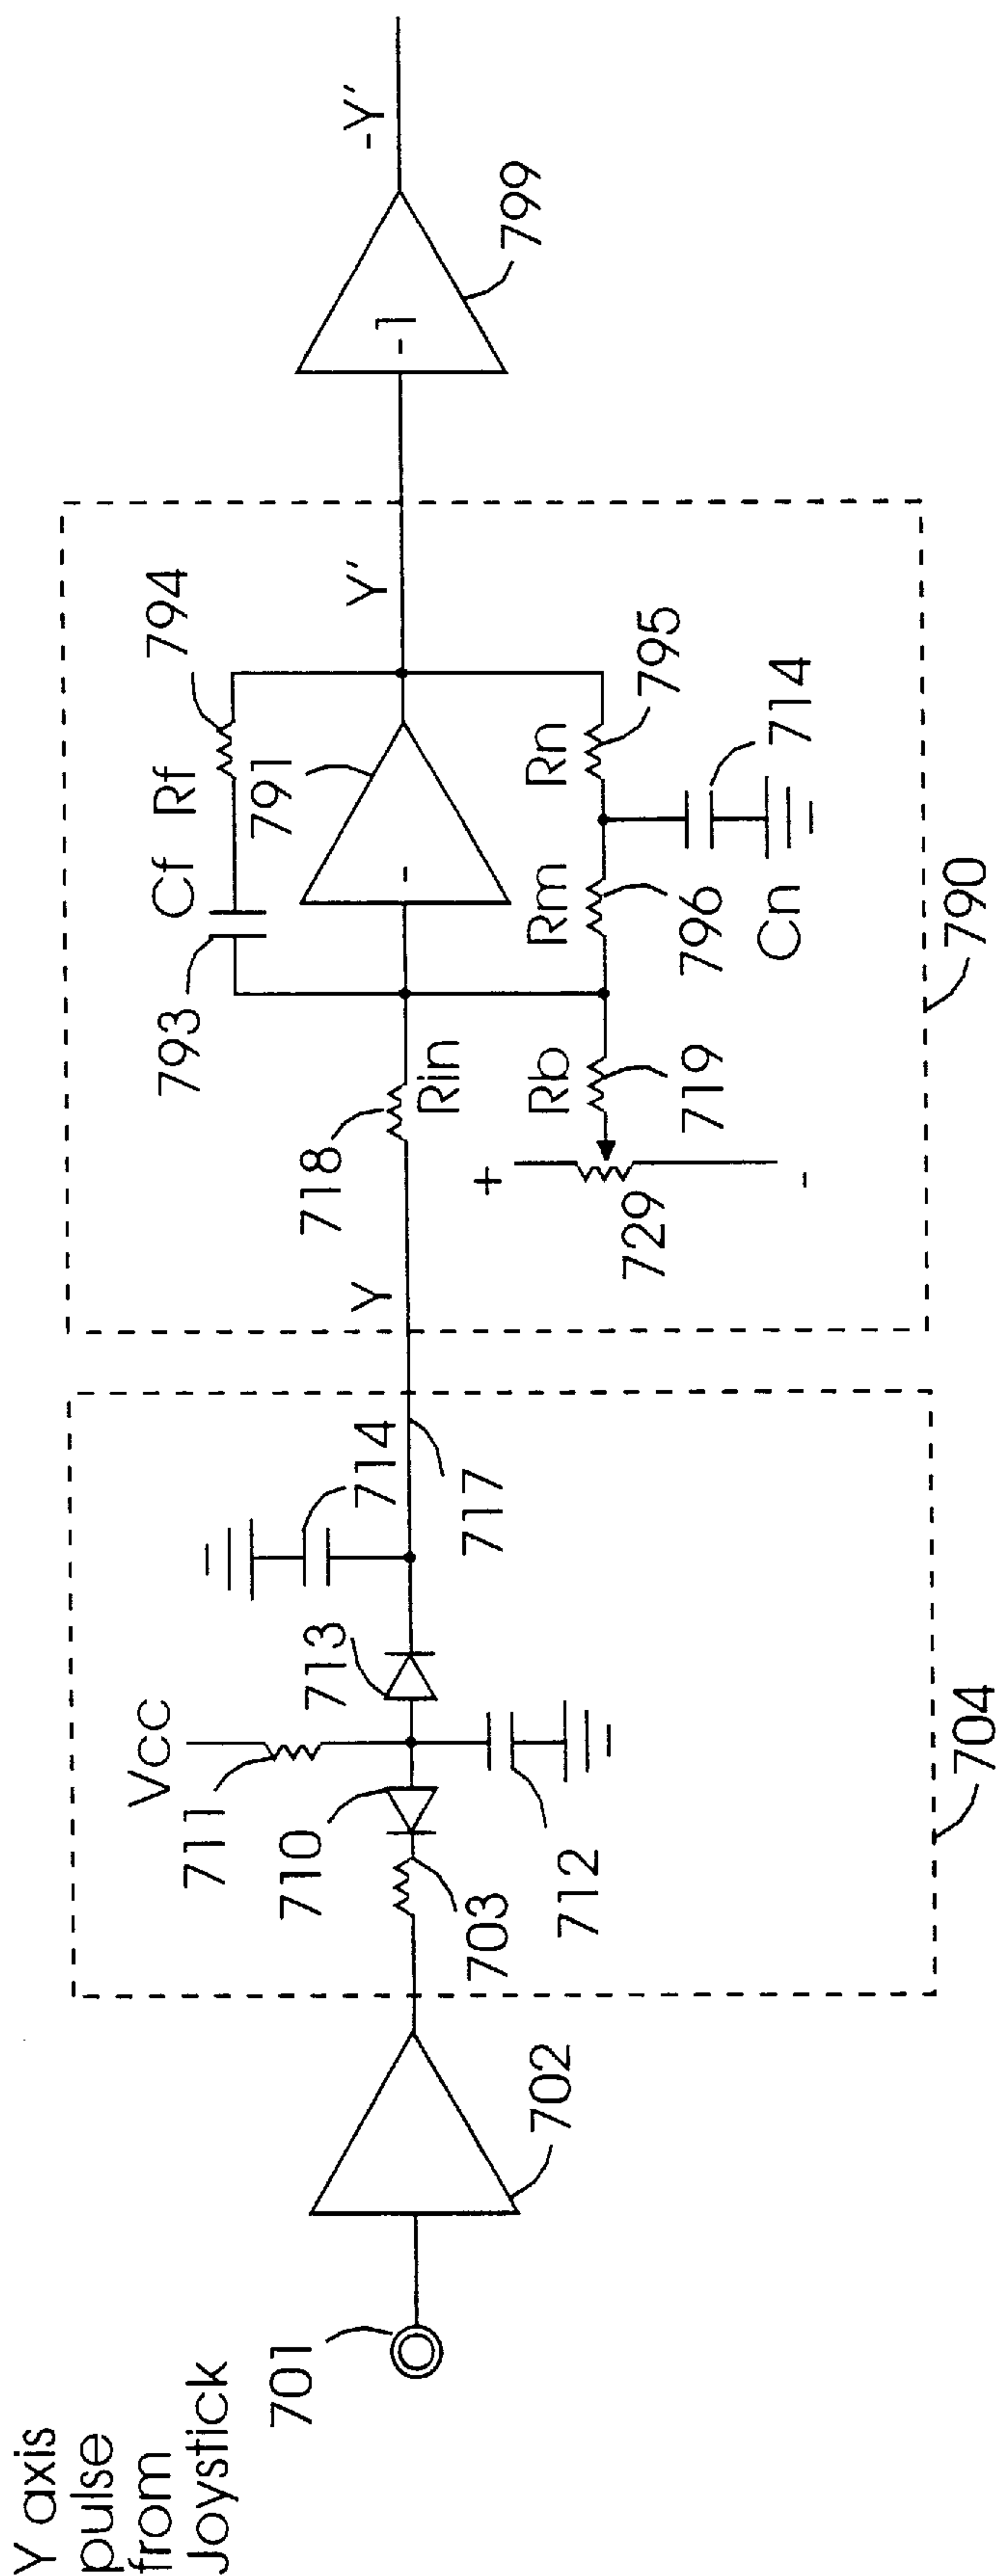 Y axis
pulse
from
Joystick
701
702
703
704
710
711
Vcc
712
713
714
717
Y
718
Rin
Rb
719
729
+
-
790
793
Cf
Rf
794
791
-
Rm
796
Rn
795
Cn
714
Y'
-1
799
-Y'